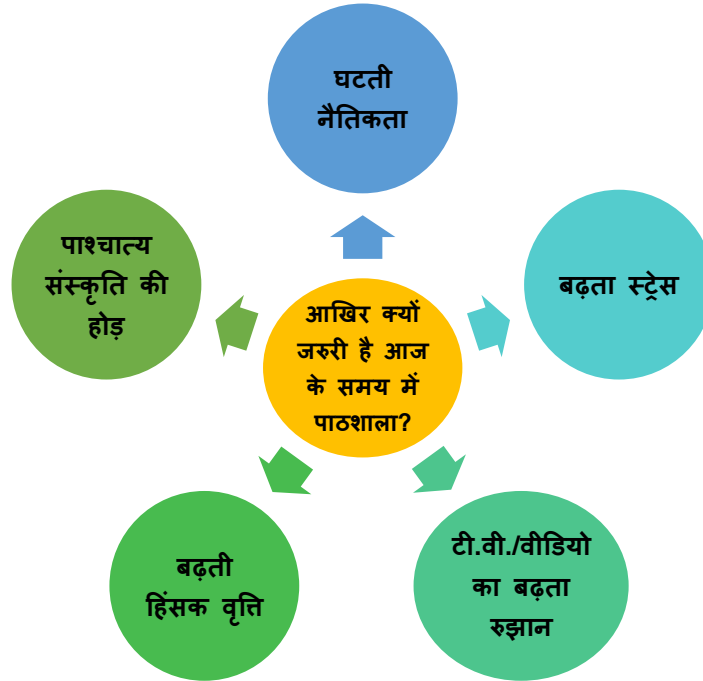 घटती
नैतिकता
पाश्चात्य
संस्कृति की
होड़
बढ़ता स्ट्रेस
आखिर क्यों
जरुरी है आज
के समय में
पाठशाला?
बढ़ती
हिंसक वृत्ति
टी.वी./वीडियो
का बढ़ता
रुझान